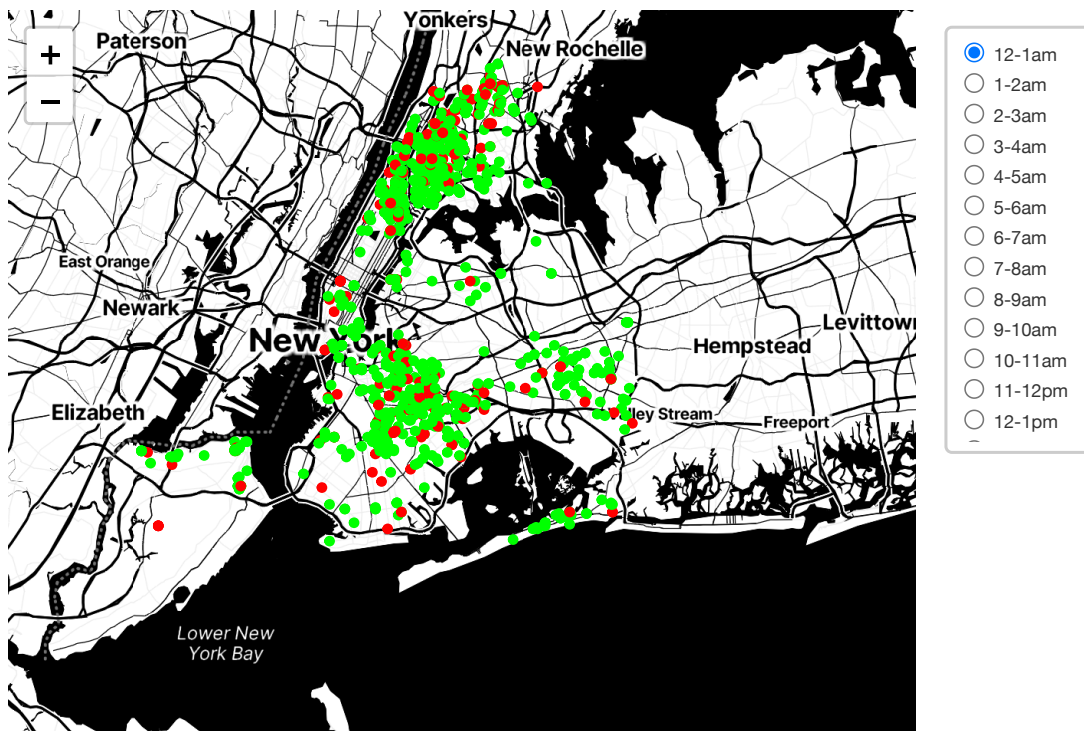 Yonkers
Paterson
New Rochelle
+
−
East Orange
Newark
New York
Levittown
Hempstead
Elizabeth
lley Stream
Freeport
Lower New
York Bay
12-1am
1-2am
2-3am
3-4am
4-5am
5-6am
6-7am
7-8am
8-9am
9-10am
10-11am
11-12pm
12-1pm